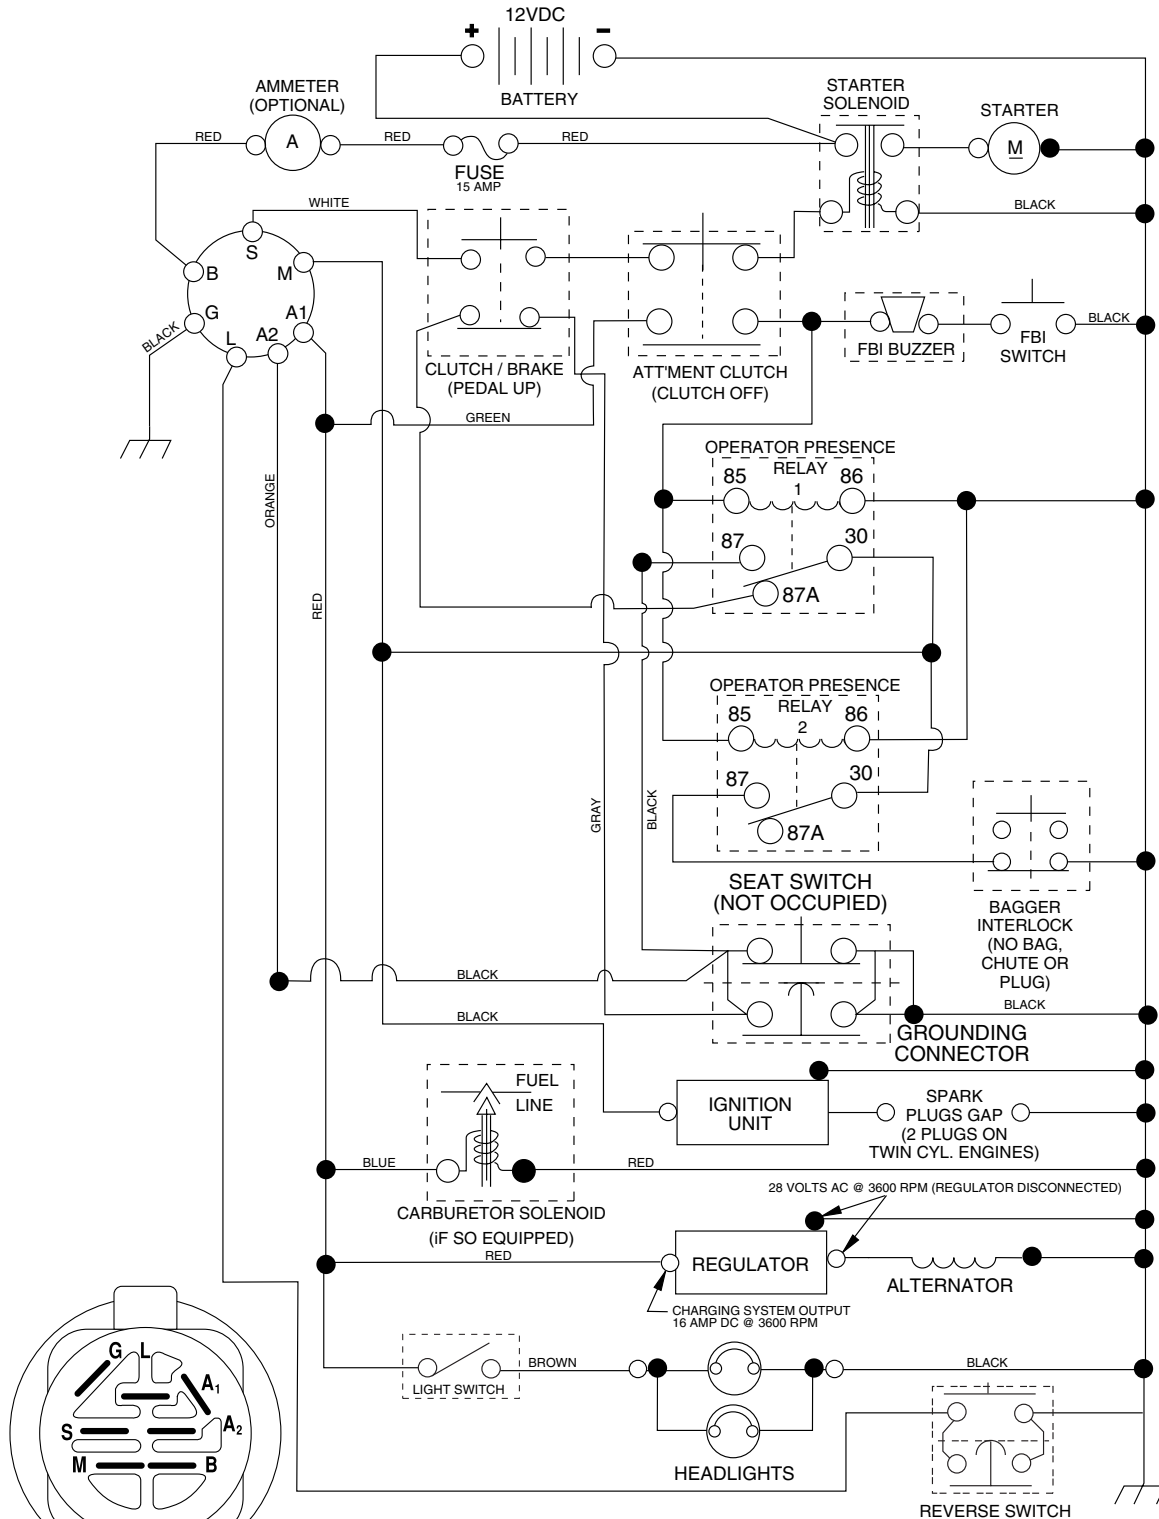 12VDC
+
-
BATTERY
AMMETER
(OPTIONAL)
RED
A
RED
FUSE
15 AMP
RED
STARTER
SOLENOID
STARTER
M
BLACK
WHITE
S
B
M
G
A1
L
A2
BLACK
CLUTCH / BRAKE
(PEDAL UP)
ATT'MENT CLUTCH
(CLUTCH OFF)
FBI BUZZER
FBI
SWITCH
BLACK
GREEN
ORANGE
RED
OPERATOR PRESENCE
RELAY
1
85
86
87
30
87A
OPERATOR PRESENCE
RELAY
2
85
86
87
30
87A
GRAY
BLACK
BAGGER
INTERLOCK
(NO BAG,
CHUTE OR
PLUG)
SEAT SWITCH
(NOT OCCUPIED)
BLACK
BLACK
BLACK
GROUNDING
CONNECTOR
FUEL
LINE
IGNITION
UNIT
SPARK
PLUGS GAP
(2 PLUGS ON
TWIN CYL. ENGINES)
BLUE
RED
CARBURETOR SOLENOID
(iF SO EQUIPPED)
28 VOLTS AC @ 3600 RPM (REGULATOR DISCONNECTED)
RED
REGULATOR
ALTERNATOR
CHARGING SYSTEM OUTPUT
16 AMP DC @ 3600 RPM
LIGHT SWITCH
BROWN
BLACK
HEADLIGHTS
REVERSE SWITCH
G
L
A1
A2
S
M
B